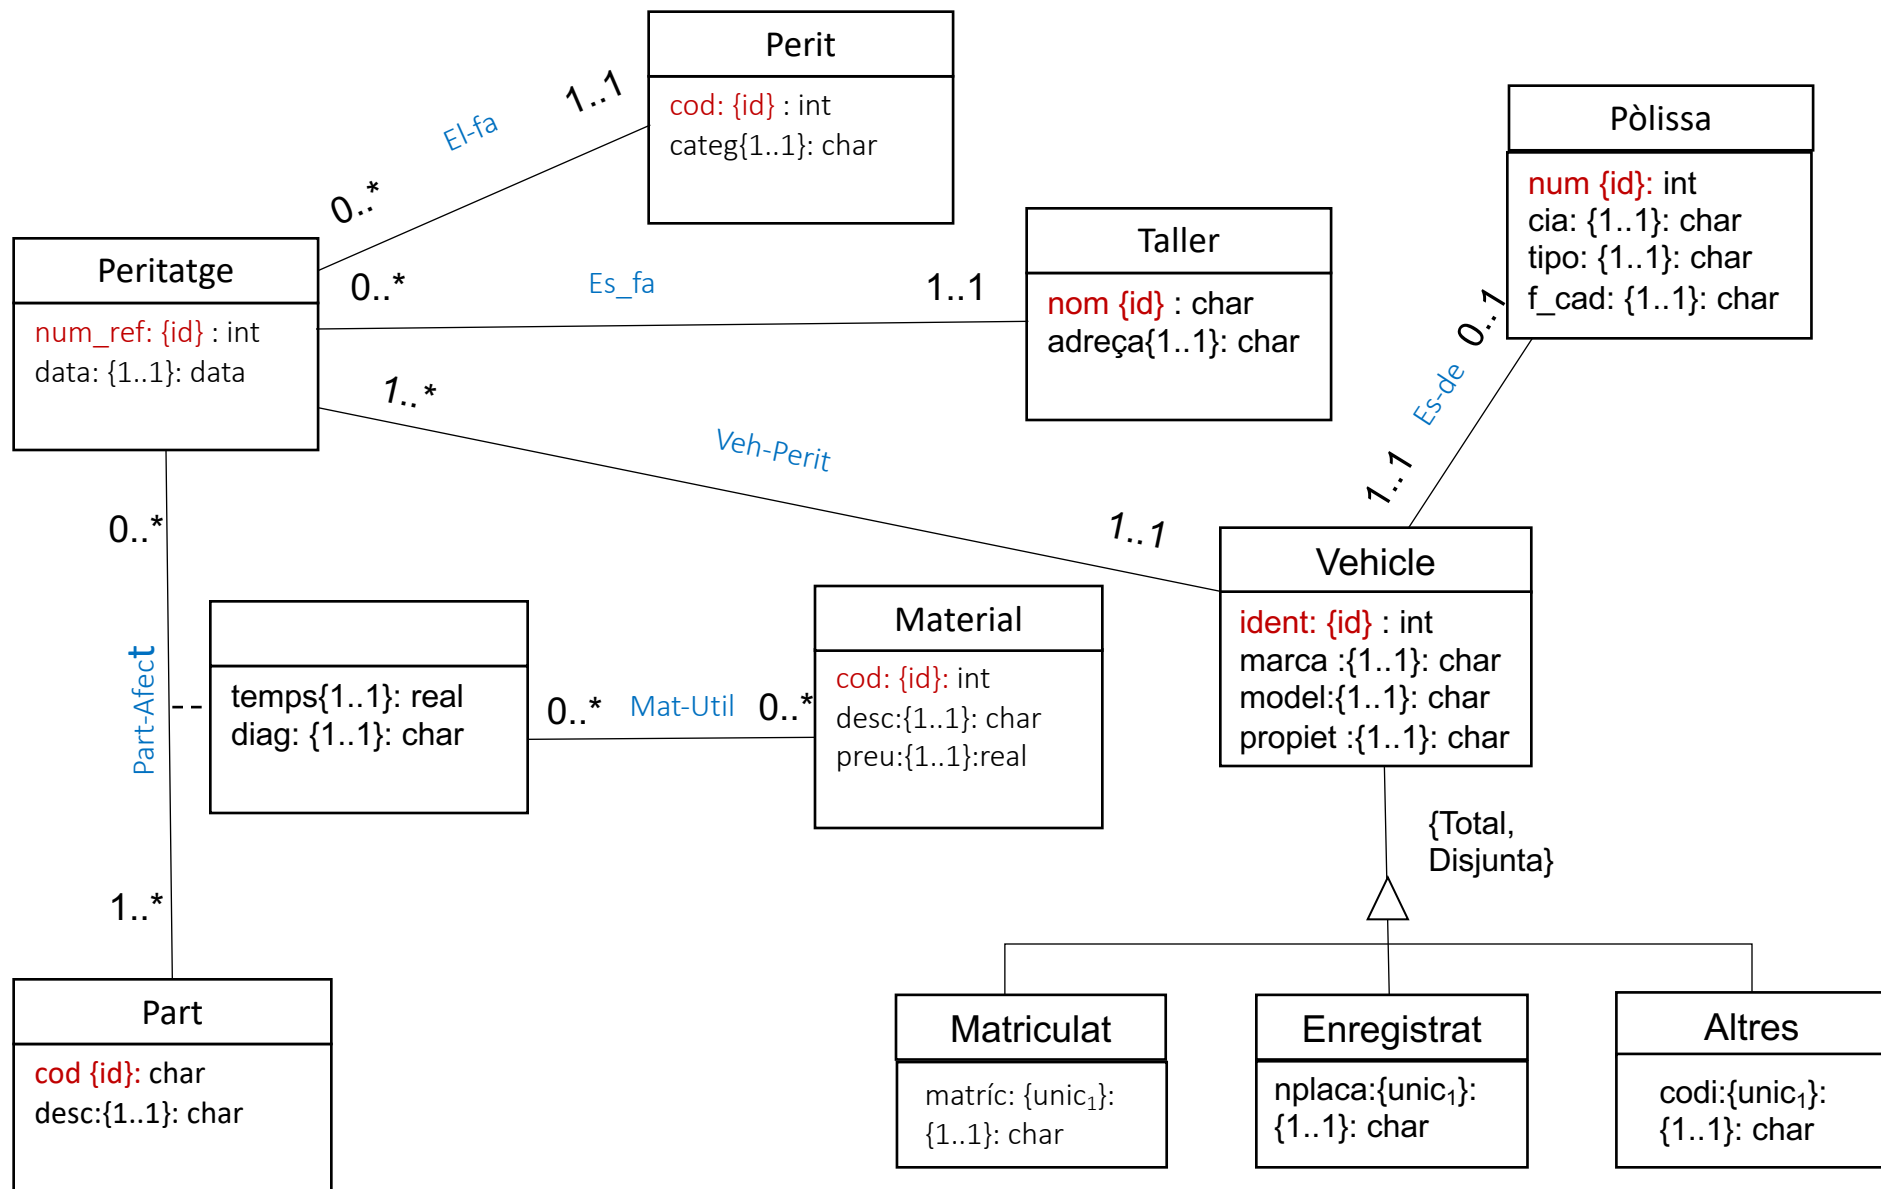 Perit
cod: {id} : int
categ{1..1}: char
1..1
El-fa
0..*
Pòlissa
num {id}: int
cia: {1..1}: char
tipo: {1..1}: char
f_cad: {1..1}: char
Taller
nom {id} : char
adreça{1..1}: char
Peritatge
num_ref: {id} : int
data: {1..1}: data
0..*
Es_fa
1..1
0..1
Es-de
1..1
1..*
Veh-Perit
1..1
Vehicle
ident: {id} : int
marca :{1..1}: char
model:{1..1}: char
propiet :{1..1}: char
0..*
Part-Afect
1..*
temps{1..1}: real
diag: {1..1}: char
0..*
Mat-Util
0..*
Material
cod: {id}: int
desc:{1..1}: char
preu:{1..1}:real
{Total,
Disjunta}
Part
cod {id}: char
desc:{1..1}: char
Matriculat
matríc: {unic₁}:
{1..1}: char
Enregistrat
nplaca:{unic₁}:
{1..1}: char
Altres
codi:{unic₁}:
{1..1}: char